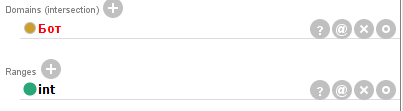 Domains (intersection) +
Бот ? @ × o
Ranges +
int ? @ × o